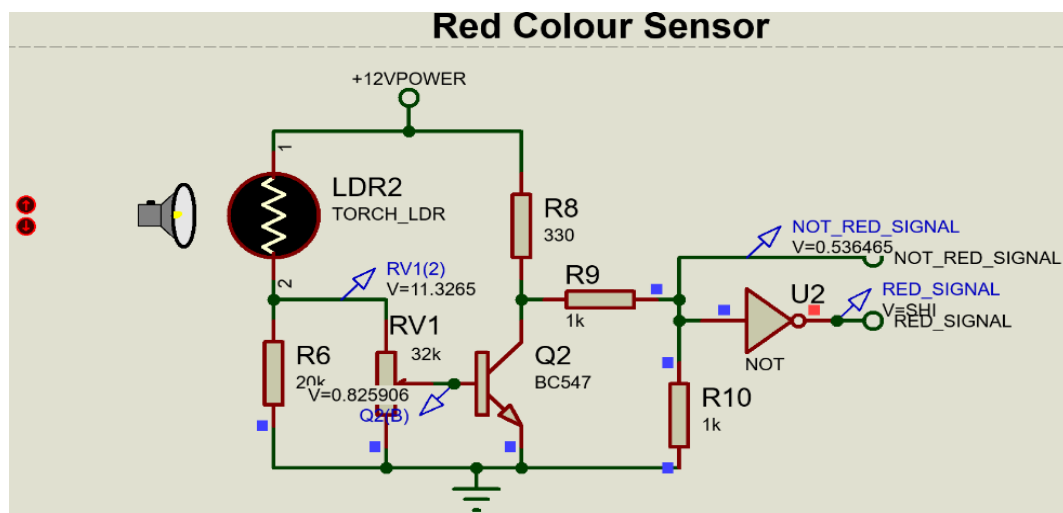 Red Colour Sensor
+12VPOWER
1
LDR2
TORCH_LDR
2
RV1(2)
V=11.3265
R8
330
NOT_RED_SIGNAL
V=0.536465
NOT_RED_SIGNAL
R9
1k
U2
NOT
RED_SIGNAL
V=SHI
RED_SIGNAL
R6
20k
RV1
32k
V=0.825906
Q2(B)
Q2
BC547
R10
1k